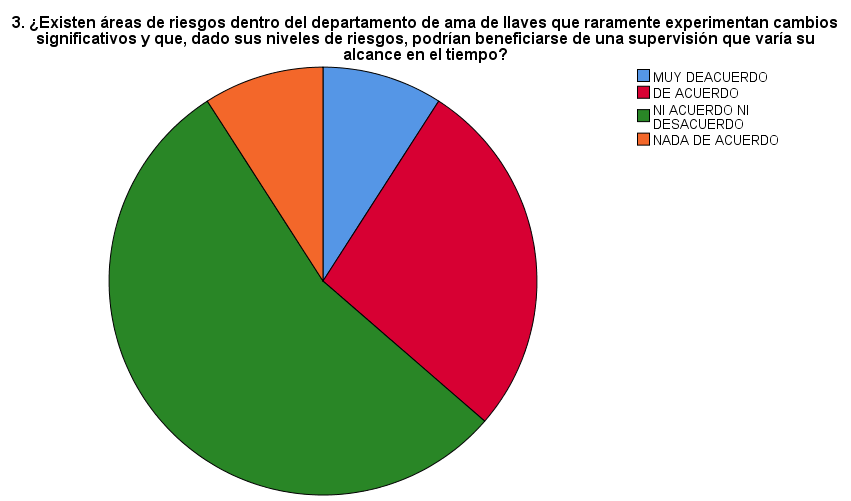 3. ¿Existen áreas de riesgos dentro del departamento de ama de llaves que raramente experimentan cambios
significativos y que, dado sus niveles de riesgos, podrían beneficiarse de una supervisión que varía su
alcance en el tiempo?
MUY DEACUERDO
DE ACUERDO
NI ACUERDO NI
DESACUERDO
NADA DE ACUERDO